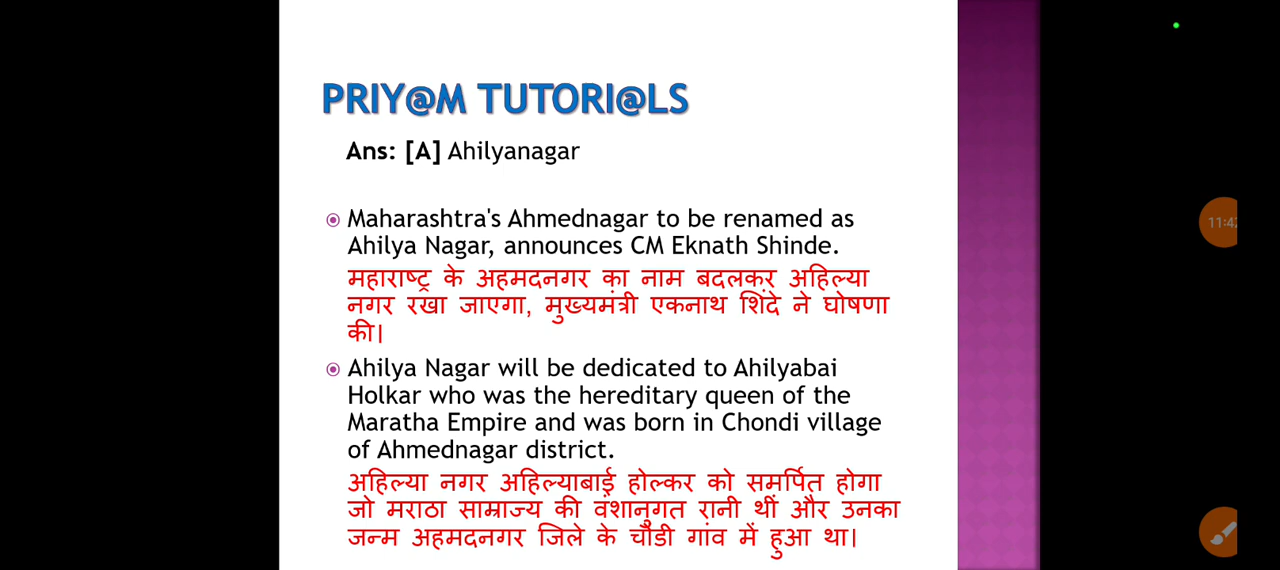 PRIY@M TUTORI@LS
Ans: [A] Ahilyanagar
Maharashtra's Ahmednagar to be renamed as
Ahilya Nagar, announces CM Eknath Shinde.
महाराष्ट्र के अहमदनगर का नाम बदलकर अहिल्या
नगर रखा जाएगा, मुख्यमंत्री एकनाथ शिंदे ने घोषणा
की।
Ahilya Nagar will be dedicated to Ahilyabai
Holkar who was the hereditary queen of the
Maratha Empire and was born in Chondi village
of Ahmednagar district.
अहिल्या नगर अहिल्याबाई होल्कर को समर्पित होगा
जो मराठा साम्राज्य की वंशानुगत रानी थीं और उनका
जन्म अहमदनगर जिले के चौंडी गांव में हुआ था।